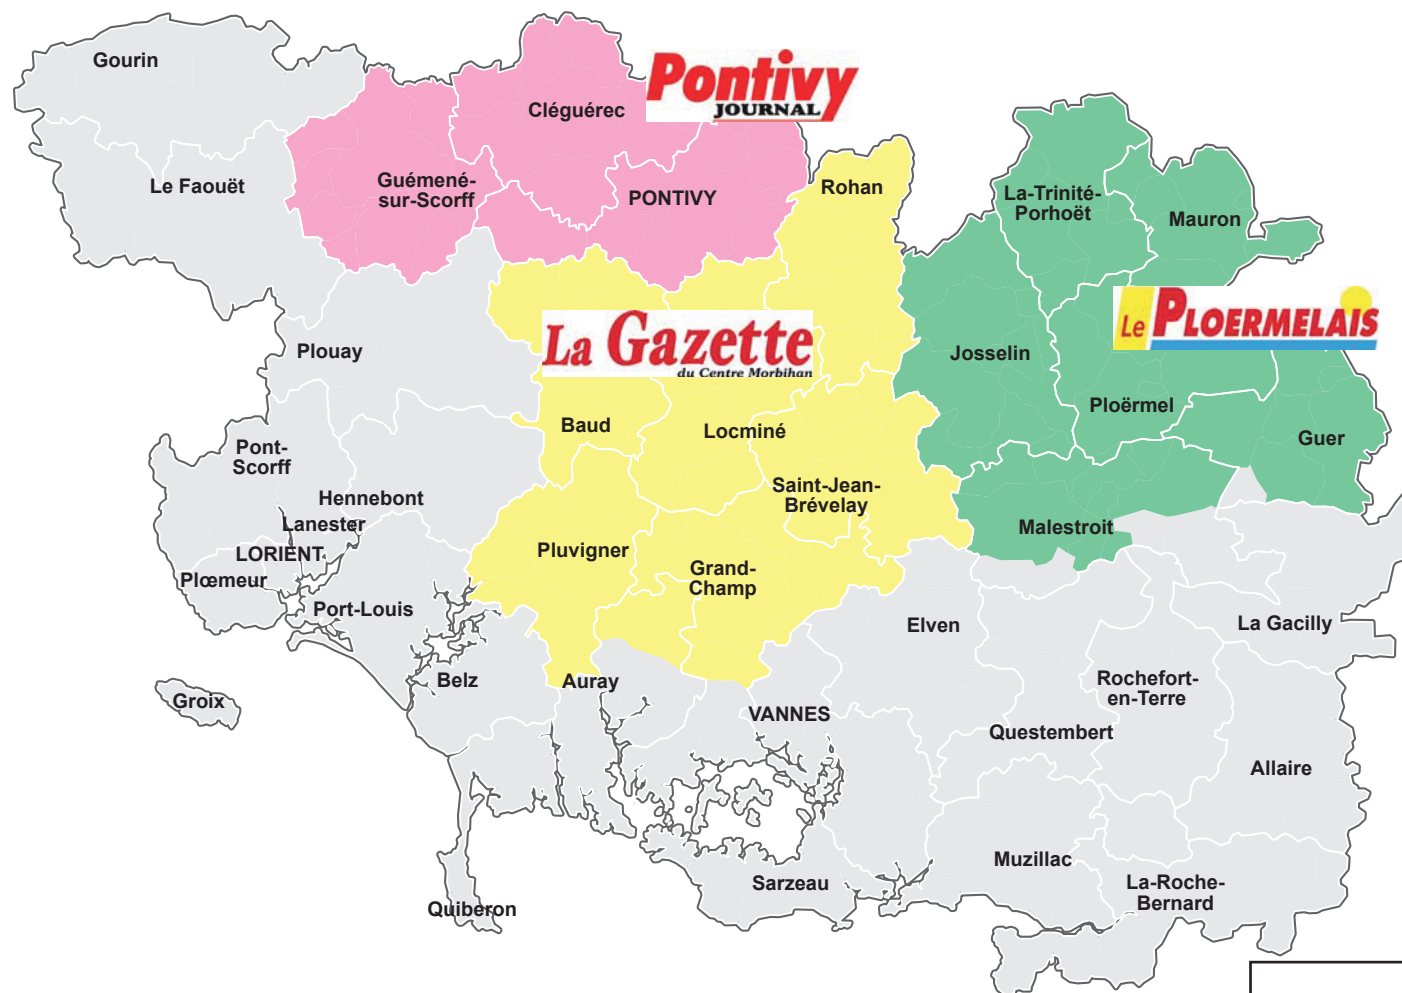 Gourin
Pontivy
JOURNAL
Cléguérec
Le Faouët
Guémené-
sur-Scorff
PONTIVY
Rohan
La-Trinité-
Porhoët
Mauron
La Gazette
du Centre Morbihan
Le PLOERMELAIS
Plouay
Josselin
Ploërmel
Baud
Locminé
Guer
Pont-
Scorff
Hennebont
Saint-Jean-
Brévelay
Lanester
Malestroit
LORIENT
Pluvigner
Grand-
Champ
Plœmeur
Port-Louis
Elven
La Gacilly
Belz
Auray
Rochefort-
en-Terre
Groix
VANNES
Questembert
Allaire
Muzillac
Sarzeau
La-Roche-
Bernard
Quiberon